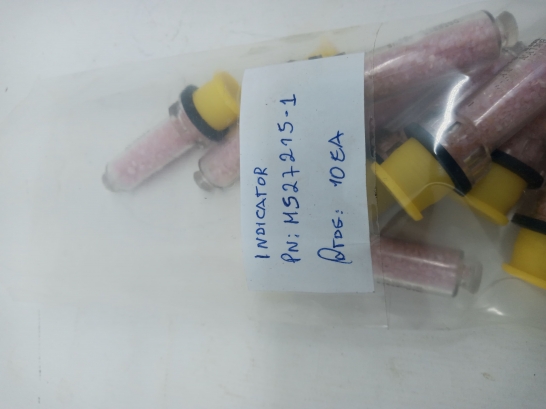 INDICATOR
PN: MS27215-1
QTDE: 10 EA